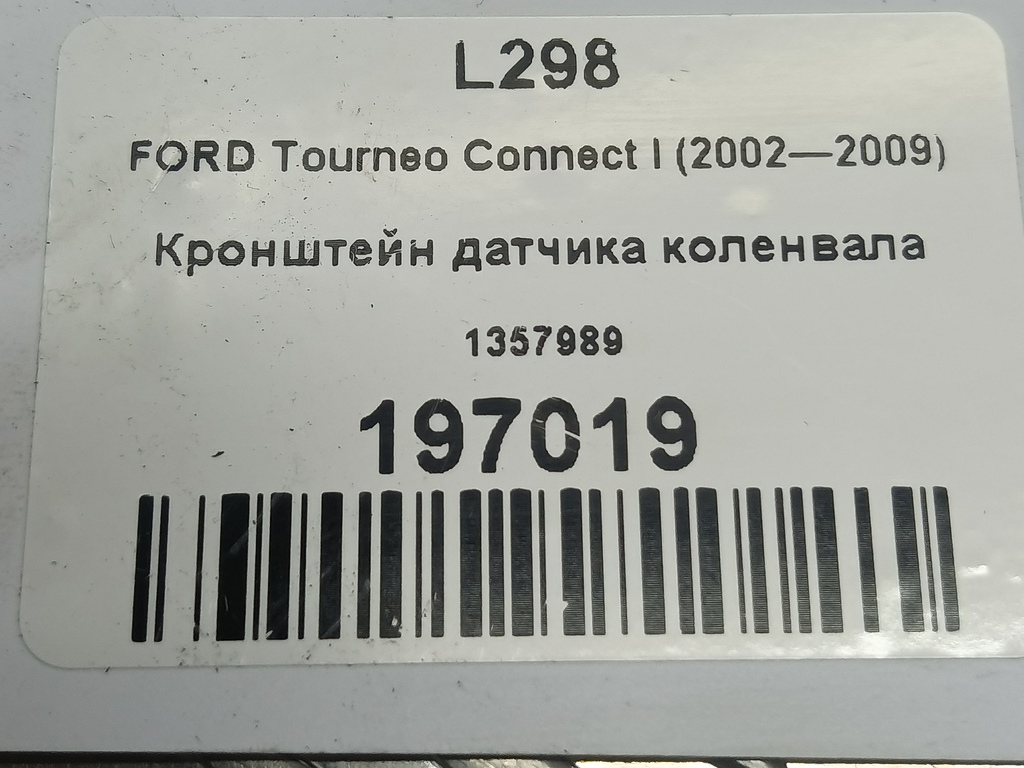 L298
FORD Tourneo Connect I (2002—2009)
Кронштейн датчика коленвала
1357989
197019